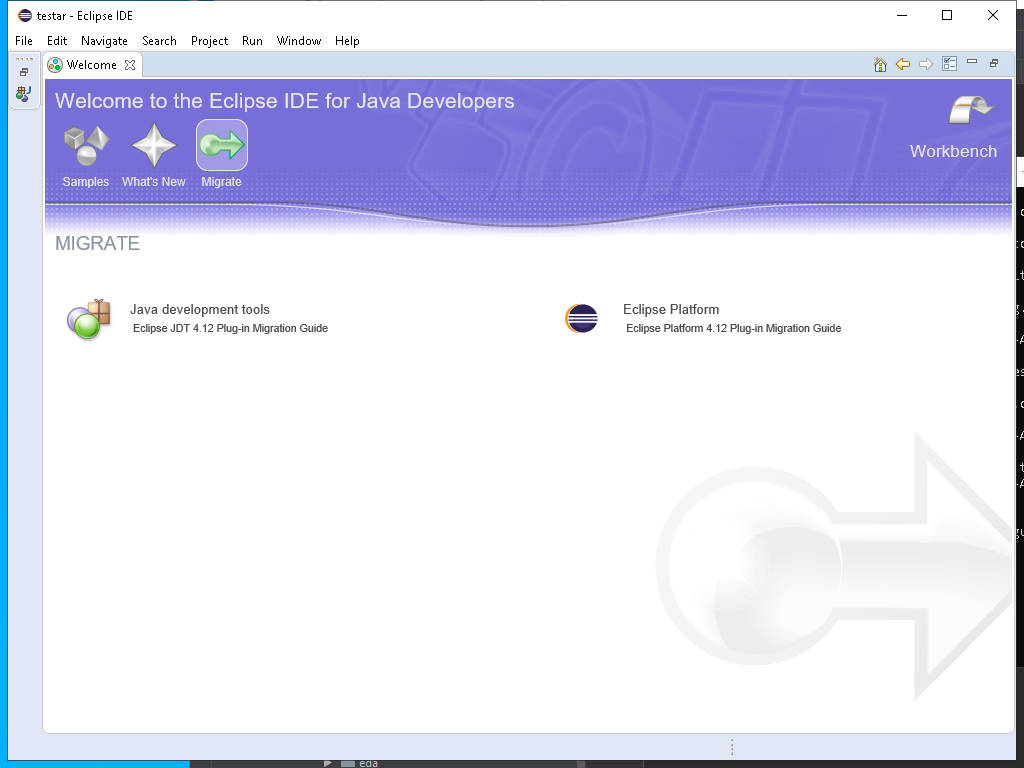 testar - Eclipse IDE
File Edit Navigate Search Project Run Window Help
Welcome
Welcome to the Eclipse IDE for Java Developers
Workbench
Samples What's New Migrate
MIGRATE
Java development tools
Eclipse JDT 4.12 Plug-in Migration Guide
Eclipse Platform
Eclipse Platform 4.12 Plug-in Migration Guide
eda